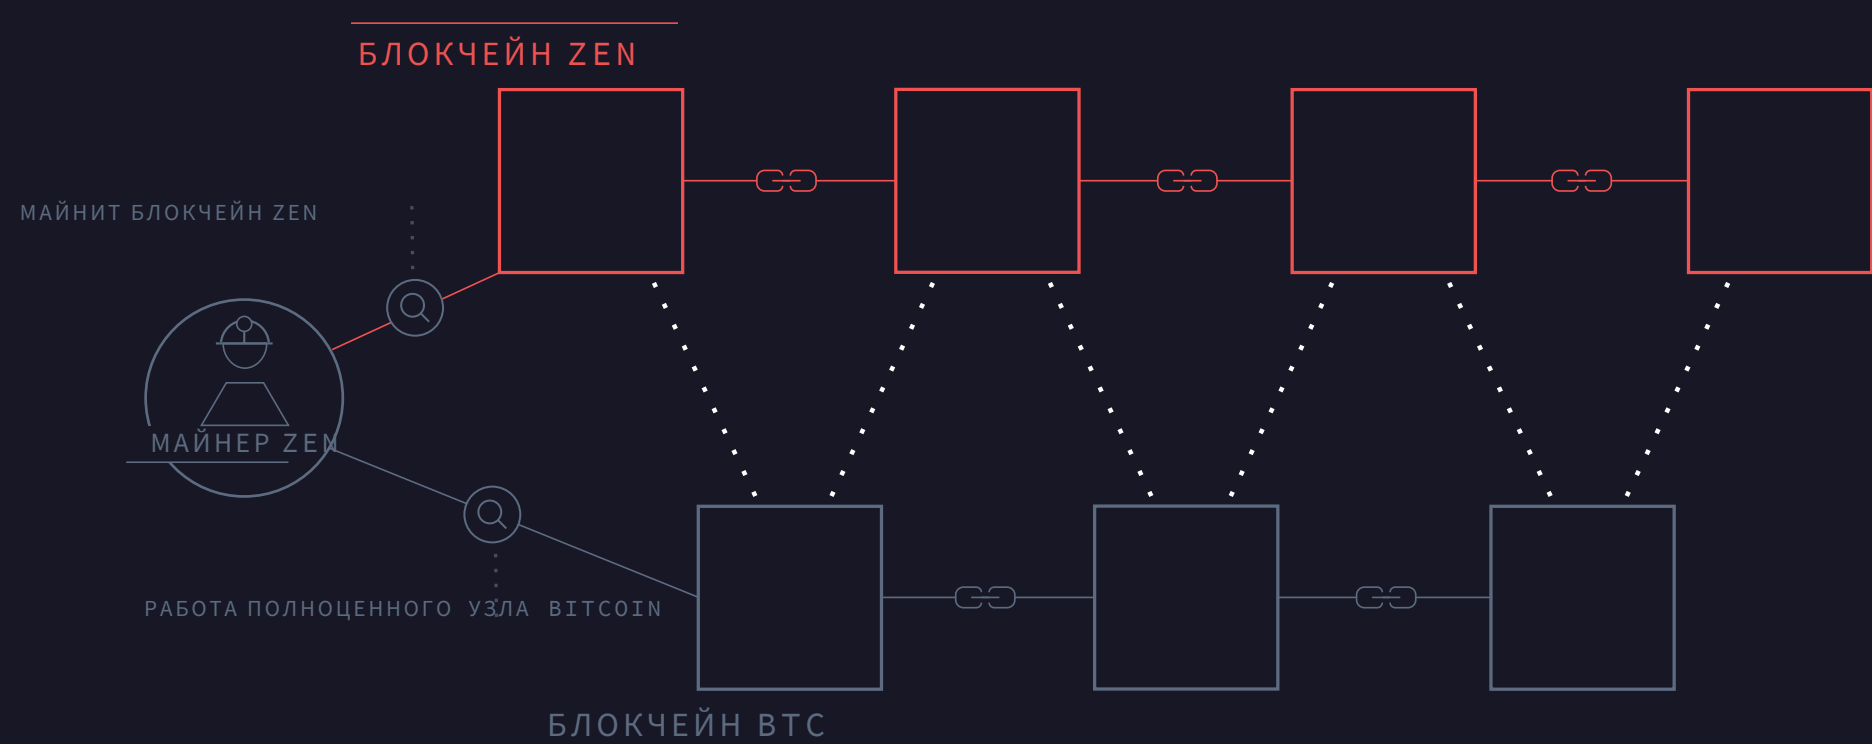 БЛОКЧЕЙН ZEN
МАЙНИТ БЛОКЧЕЙН ZEN
МАЙНЕР ZEN
РАБОТА ПОЛНОЦЕННОГО УЗЛА BITCOIN
БЛОКЧЕЙН BTC